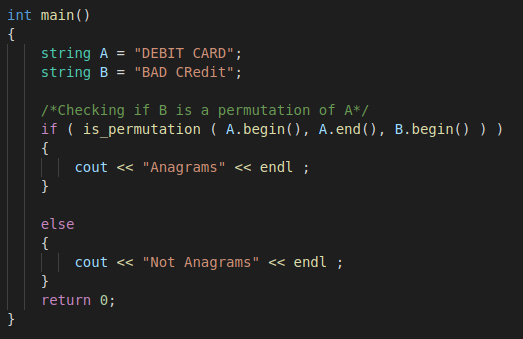 int main()
{
string A = "DEBIT CARD";
string B = "BAD CRedit";
/*Checking if B is a permutation of A*/
if ( is_permutation ( A.begin(), A.end(), B.begin() ) )
{
cout << "Anagrams" << endl ;
}
else
{
cout << "Not Anagrams" << endl ;
}
return 0;
}